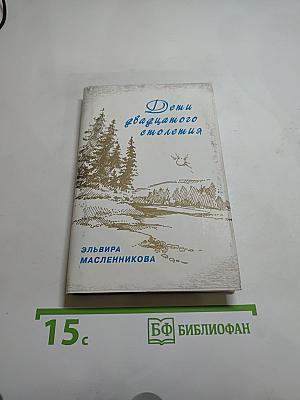 Дети
двадцатого
столетия
ЭЛЬВИРА
МАСЛЕННИКОВА
15с
БФ БИБЛИОФАН